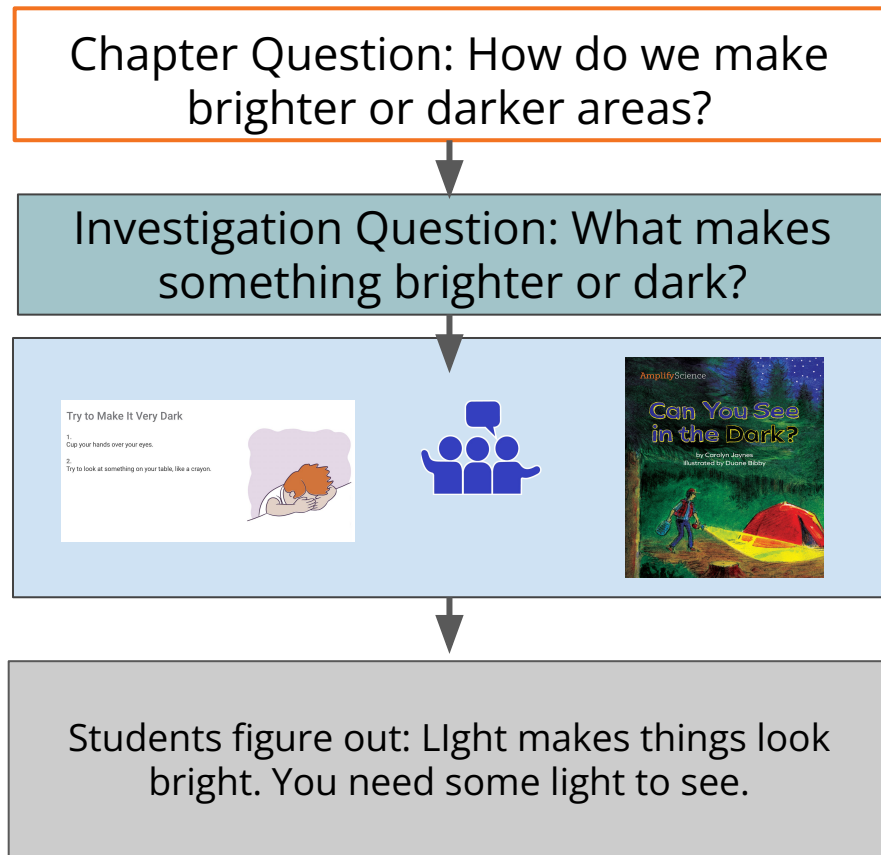 Chapter Question: How do we make
brighter or darker areas?
Investigation Question: What makes
something brighter or dark?
Try to Make It Very Dark
1.
Cup your hands over your eyes.
2.
Try to look at something on your table, like a crayon.
AmplifyScience
Can You See
in the Dark?
by Carolyn Jaynes
illustrated by Duane Bibby
Students figure out: LIght makes things look
bright. You need some light to see.